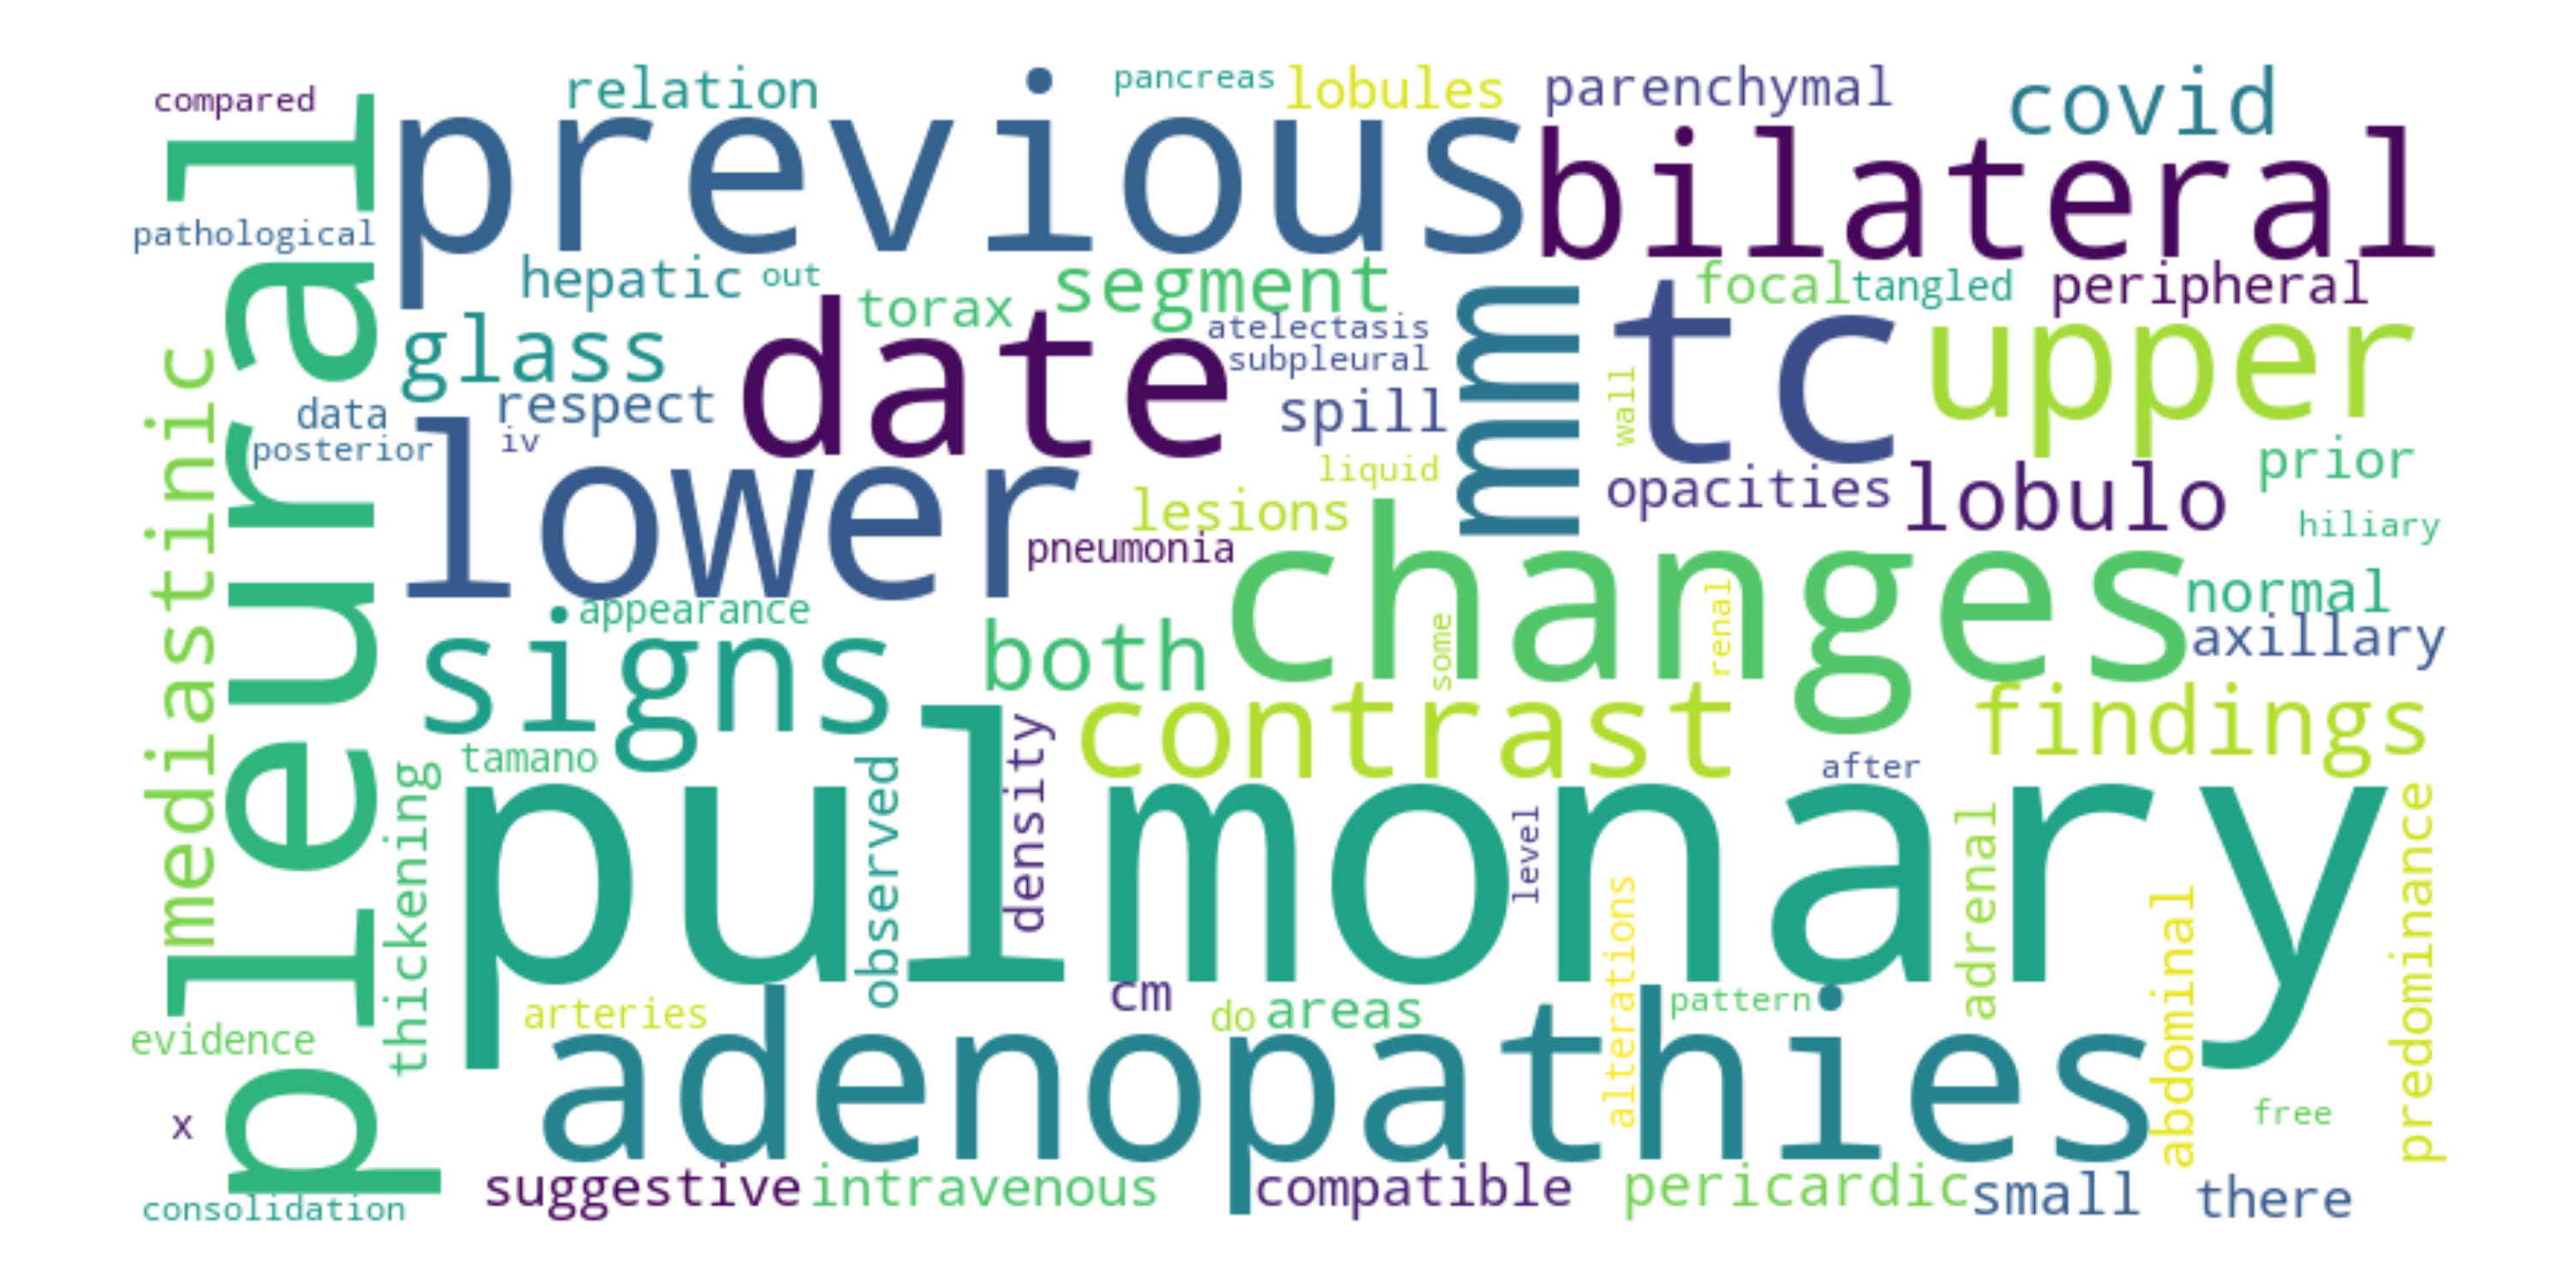 compared
relation
pancreas
lobules
parenchymal
covid
previous
bilateral
pleural
pathological
hepatic
out
torax
segment
focal
tangled
peripheral
glass
date
atelectasis
subpleural
mm
tc
upper
mediastinic
data
respect
spill
wall
posterior
iv
lower
liquid
opacities
lobulo
prior
lesions
hiliary
pneumonia
changes
normal
appearance
signs
both
some
renal
axillary
contrast
findings
tamano
density
after
thickening
pulmonary
observed
level
adrenal
predominance
alterations
abdominal
cm
arteries
do
areas
pattern
evidence
adenopathies
x
free
suggestive
intravenous
compatible
pericardic
small
there
consolidation